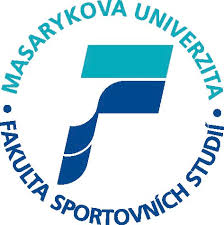 MASARYKOVA UNIVERZITA
• FAKULTA SPORTOVNÍCH STUDIÍ •